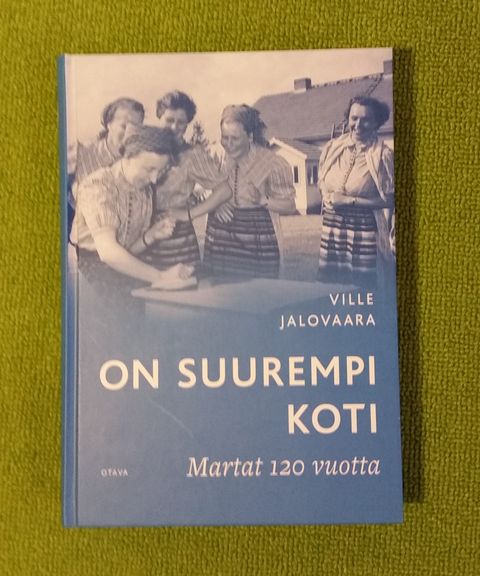 VILLE
JALOVAARA
ON SUUREMPI
KOTI
Martat 120 vuotta
OTAVA